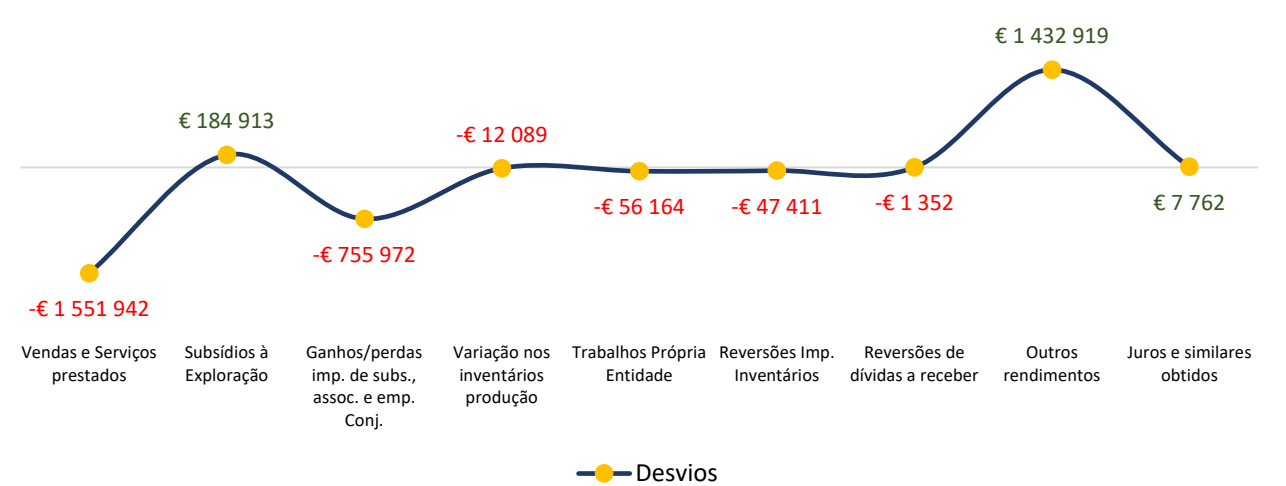 € 1 432 919
€ 184 913
-€ 12 089
-€ 56 164
-€ 47 411
-€ 1 352
€ 7 762
-€ 755 972
-€ 1 551 942
Vendas e Serviços
prestados
Subsídios à
Exploração
Ganhos/perdas
imp. de subs.,
assoc. e emp.
Conj.
Variação nos
inventários
produção
Trabalhos Própria
Entidade
Reversões Imp.
Inventários
Reversões de
dívidas a receber
Outros
rendimentos
Juros e similares
obtidos
Desvios